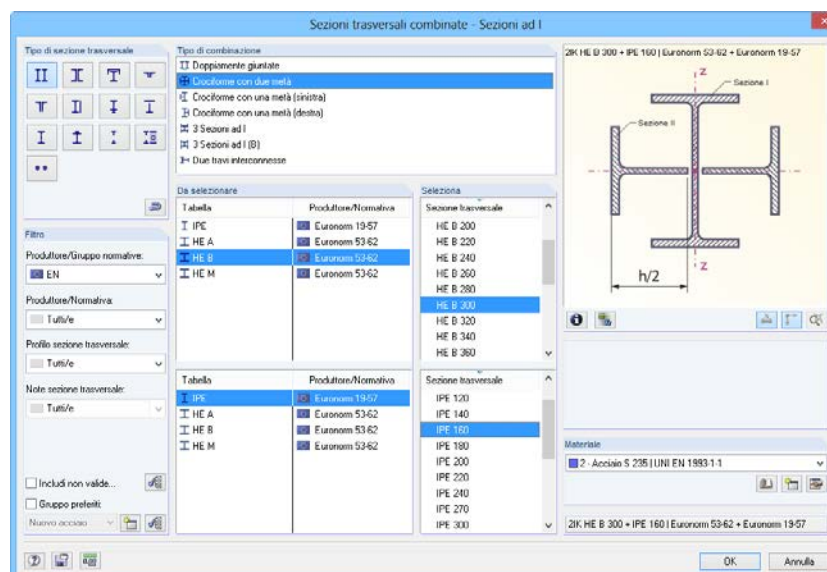 Sezioni trasversali combinate - Sezioni ad I
Tipo di sezione trasversale
Filtro
Produttore/Gruppo normative:
EN
Produttore/Normativa:
Tutti/e
Profilo sezione trasversale:
Tutti/e
Note sezione trasversale:
Tutti/e
Includi non valide...
Gruppo preferiti:
Nuovo acciaio
Tipo di combinazione
Doppiamente giuntate
Crociforme con due metà
Crociforme con una metà (sinistra)
Crociforme con una metà (destra)
3 Sezioni ad I
3 Sezioni ad I (B)
Due travi interconnesse
Da selezionare
Tabella Produttore/Normativa
IPE Euronorm 19-57
HE A Euronorm 53-62
HE B Euronorm 53-62
HE M Euronorm 53-62
Seleziona
Sezione trasversale
HE B 200
HE B 220
HE B 240
HE B 260
HE B 280
HE B 300
HE B 320
HE B 340
HE B 360
Tabella Produttore/Normativa
IPE Euronorm 19-57
HE A Euronorm 53-62
HE B Euronorm 53-62
HE M Euronorm 53-62
Sezione trasversale
IPE 120
IPE 140
IPE 160
IPE 180
IPE 200
IPE 220
IPE 240
IPE 270
IPE 300
2IK HE B 300 + IPE 160 | Euronorm 53-62 + Euronorm 19-57
z
Sezione I
Sezione II
z
h/2
Materiale
2 - Acciaio S 235 | UNI EN 1993-1-1
2IK HE B 300 + IPE 160 | Euronorm 53-62 + Euronorm 19-57
OK
Annulla